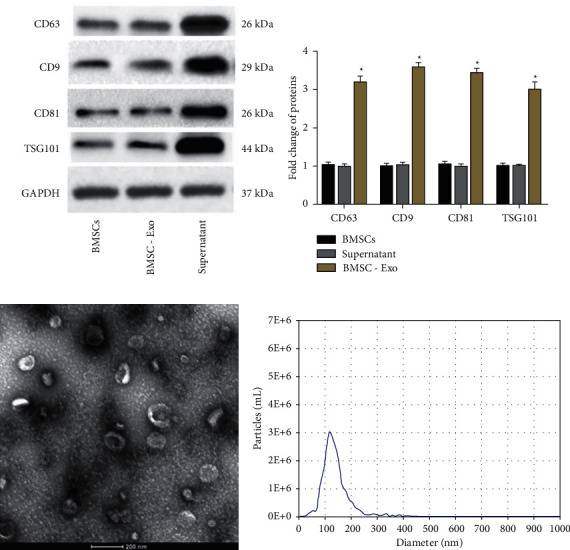 CD63 26 kDa
CD9 29 kDa
CD81 26 kDa
TSG101 44 kDa
GAPDH 37 kDa
BMSCs
BMSC - Exo
Supernatant
Fold change of proteins
4
3
2
1
0
* * * *
CD63 CD9 CD81 TSG101
BMSCs
Supernatant
BMSC - Exo
200 nm
Particles (mL)
7E+6
6E+6
5E+6
4E+6
3E+6
2E+6
1E+6
0E+0
0 100 200 300 400 500 600 700 800 900 1000
Diameter (nm)